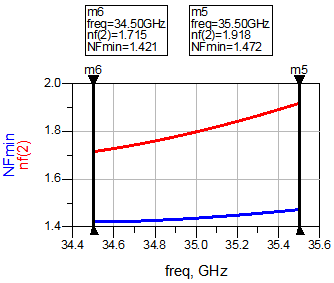 m6
freq=34.50GHz
nf(2)=1.715
NFmin=1.421
m5
freq=35.50GHz
nf(2)=1.918
NFmin=1.472
m6
m5
2.0
1.8
1.6
1.4
NFmin
nf(2)
34.4 34.6 34.8 35.0 35.2 35.4 35.6
freq, GHz